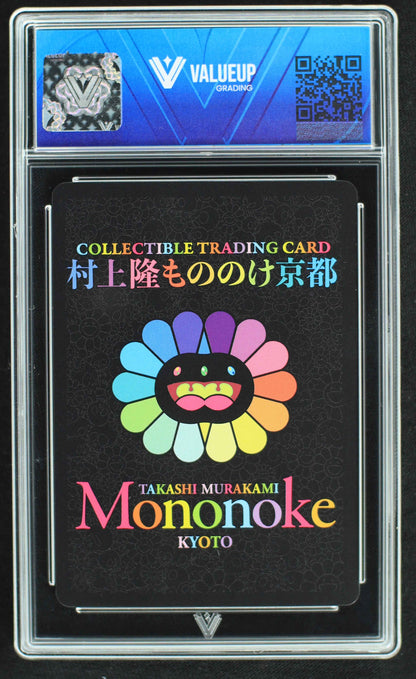 VALUEUP
GRADING
COLLECTIBLE TRADING CARD
村上隆もののけ京都
TAKASHI MURAKAMI
Mononoke
KYOTO